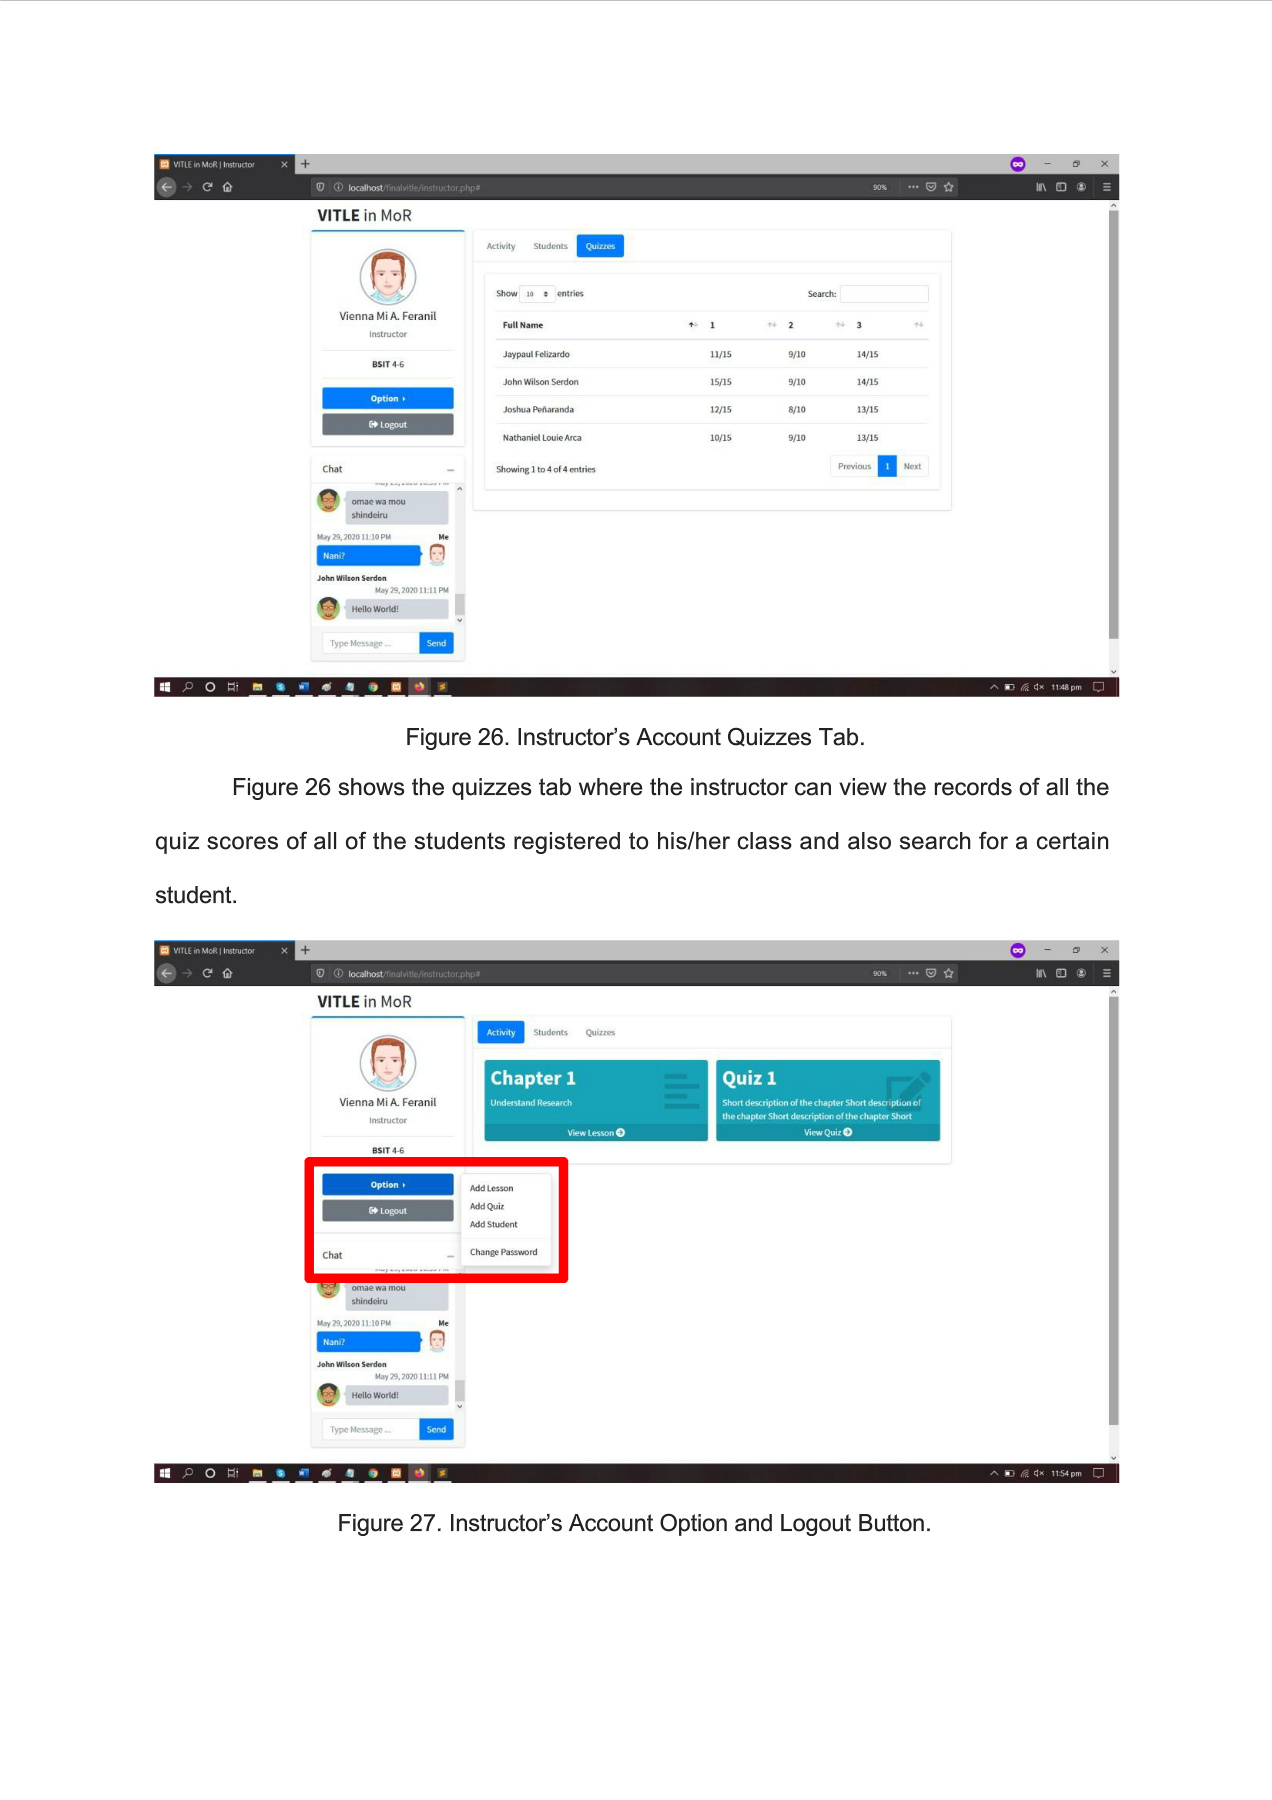 VITLE in MoR | Instructor
localhost/finalvitle/instructor.php#
90%
VITLE in MoR
Vienna Mi A. Feranil
Instructor
BSIT 4-6
Option
Logout
Activity Students Quizzes
Show 10 entries Search:
Full Name 1 2 3
Jaypaul Felizardo 11/15 9/10 14/15
John Wilson Serdon 15/15 9/10 14/15
Joshua Peñaranda 12/15 8/10 13/15
Nathaniel Louie Arca 10/15 9/10 13/15
Showing 1 to 4 of 4 entries Previous 1 Next
Chat
omae wa mou
shindeiru
May 29, 2020 11:10 PM Me
Nani?
John Wilson Serdon
May 29, 2020 11:11 PM
Hello World!
Type Message ... Send
11:48 pm
Figure 26. Instructor’s Account Quizzes Tab.
Figure 26 shows the quizzes tab where the instructor can view the records of all the
quiz scores of all of the students registered to his/her class and also search for a certain
student.
VITLE in MoR | Instructor
localhost/finalvitle/instructor.php#
90%
VITLE in MoR
Vienna Mi A. Feranil
Instructor
BSIT 4-6
Activity Students Quizzes
Chapter 1
Understand Research
View Lesson
Quiz 1
Short description of the chapter Short description of
the chapter Short description of the chapter Short
View Quiz
Option
Logout
Add Lesson
Add Quiz
Add Student
Change Password
Chat
omae wa mou
shindeiru
May 29, 2020 11:10 PM Me
Nani?
John Wilson Serdon
May 29, 2020 11:11 PM
Hello World!
Type Message ... Send
11:54 pm
Figure 27. Instructor’s Account Option and Logout Button.